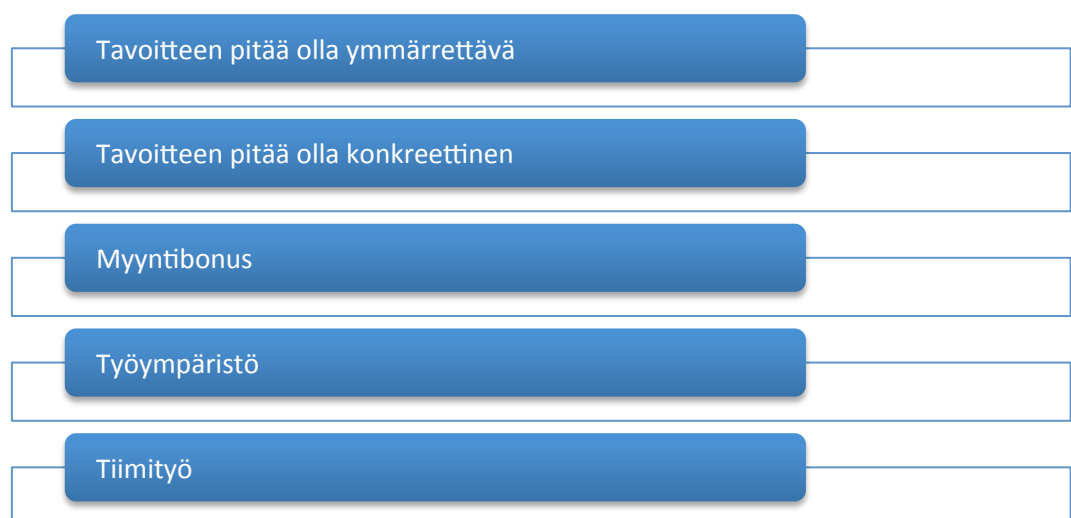 Tavoitteen pitää olla ymmärrettävä
Tavoitteen pitää olla konkreettinen
Myyntibonus
Työympäristö
Tiimityö